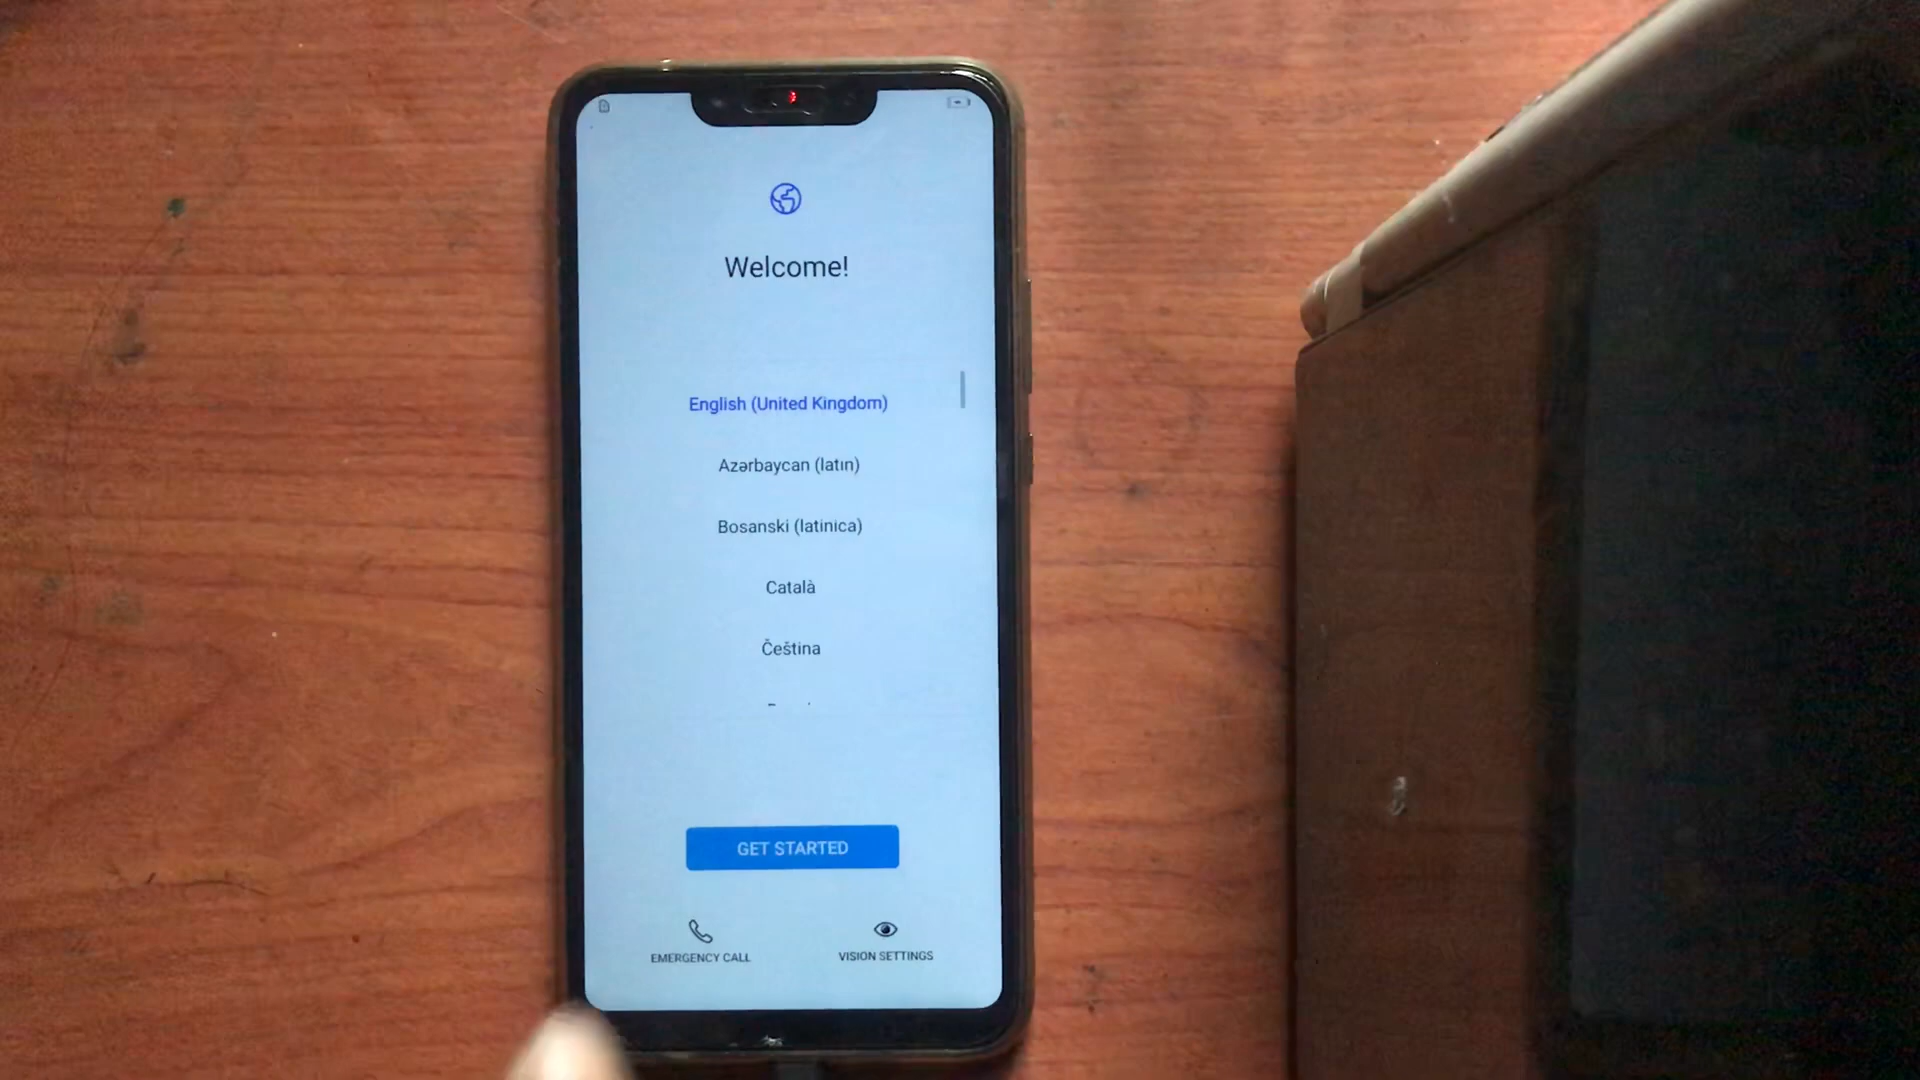 Welcome!
English (United Kingdom)
Azərbaycan (latın)
Bosanski (latinica)
Català
Čeština
GET STARTED
EMERGENCY CALL
VISION SETTINGS